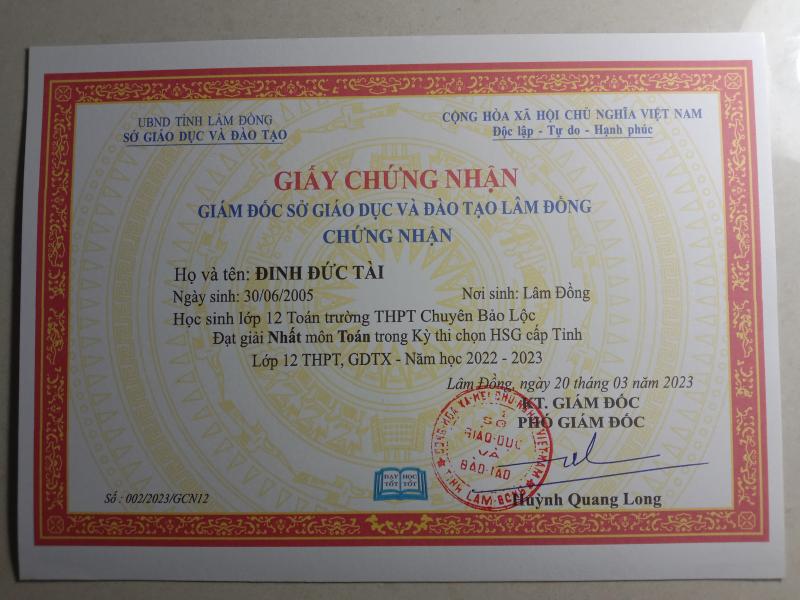 UBND TỈNH LÂM ĐỒNG
SỞ GIÁO DỤC VÀ ĐÀO TẠO
CỘNG HÒA XÃ HỘI CHỦ NGHĨA VIỆT NAM
Độc lập - Tự do - Hạnh phúc
GIẤY CHỨNG NHẬN
GIÁM ĐỐC SỞ GIÁO DỤC VÀ ĐÀO TẠO LÂM ĐỒNG
CHỨNG NHẬN
Họ và tên: ĐINH ĐỨC TÀI
Ngày sinh: 30/06/2005 Nơi sinh: Lâm Đồng
Học sinh lớp 12 Toán trường THPT Chuyên Bảo Lộc
Đạt giải Nhất môn Toán trong Kỳ thi chọn HSG cấp Tỉnh
Lớp 12 THPT, GDTX - Năm học 2022 - 2023
Lâm Đồng, ngày 20 tháng 03 năm 2023
KT. GIÁM ĐỐC
PHÓ GIÁM ĐỐC
SỞ
GIÁO DỤC
VÀ
ĐÀO TẠO
TỈNH LÂM ĐỒNG
DẠY TỐT
HỌC TỐT
Số : 002/2023/GCN12
Huỳnh Quang Long